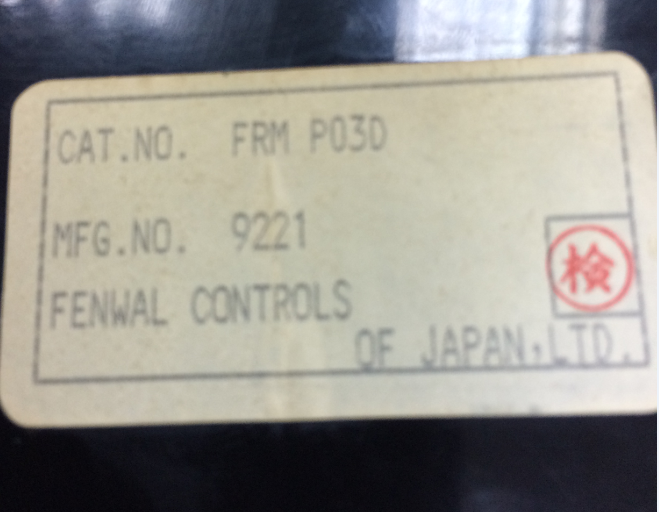 CAT.NO. FRM P03D
MFG.NO. 9221
検
FENWAL CONTROLS
OF JAPAN,LTD.